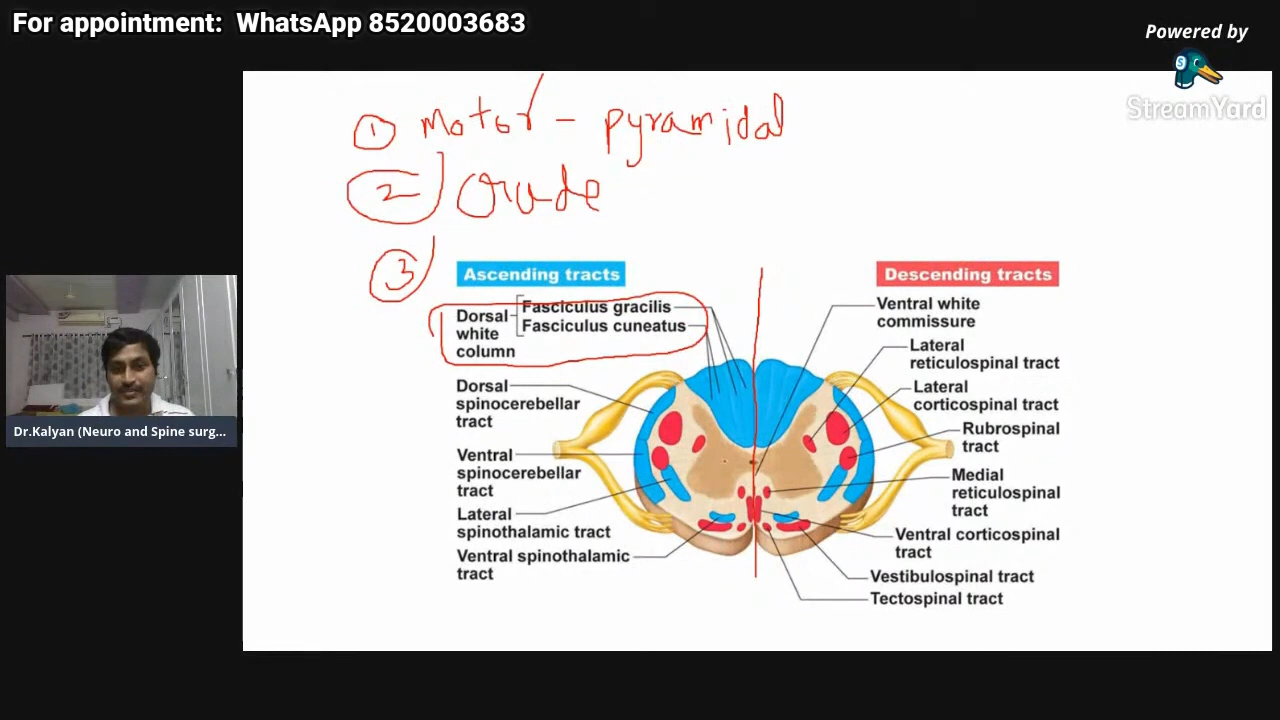 For appointment: WhatsApp 8520003683
Powered by
StreamYard
① motor - pyramidal
② Crude
③
Ascending tracts
Descending tracts
Dorsal white column
Fasciculus gracilis
Fasciculus cuneatus
Dorsal spinocerebellar tract
Ventral spinocerebellar tract
Lateral spinothalamic tract
Ventral spinothalamic tract
Ventral white commissure
Lateral reticulospinal tract
Lateral corticospinal tract
Rubrospinal tract
Medial reticulospinal tract
Ventral corticospinal tract
Vestibulospinal tract
Tectospinal tract
Dr.Kalyan (Neuro and Spine surg...